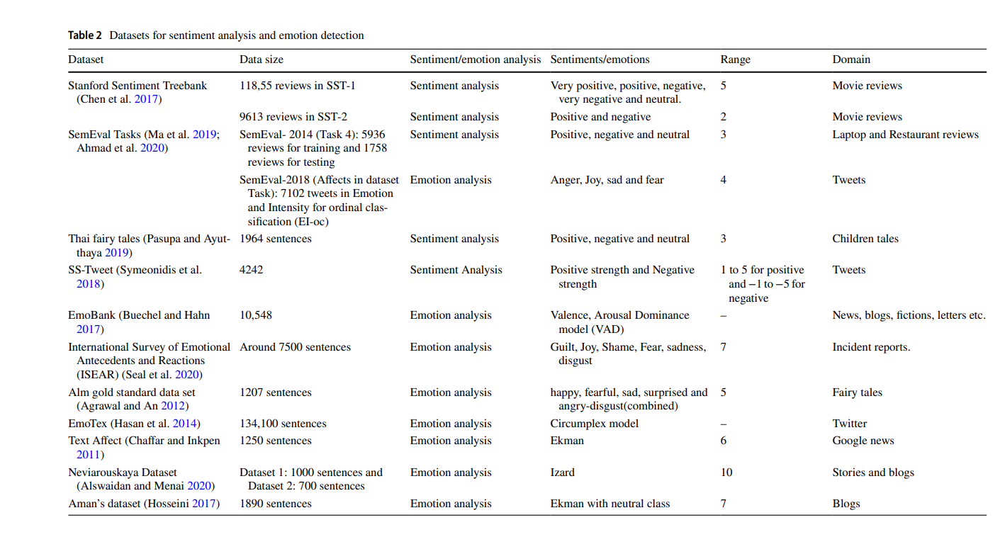 Table 2 Datasets for sentiment analysis and emotion detection
Dataset Data size Sentiment/emotion analysis Sentiments/emotions Range Domain
Stanford Sentiment Treebank 118,55 reviews in SST-1 Sentiment analysis Very positive, positive, negative, 5 Movie reviews
(Chen et al. 2017) very negative and neutral.
9613 reviews in SST-2 Sentiment analysis Positive and negative 2 Movie reviews
SemEval Tasks (Ma et al. 2019; SemEval- 2014 (Task 4): 5936 Sentiment analysis Positive, negative and neutral 3 Laptop and Restaurant reviews
Ahmad et al. 2020) reviews for training and 1758
reviews for testing
SemEval-2018 (Affects in dataset Emotion analysis Anger, Joy, sad and fear 4 Tweets
Task): 7102 tweets in Emotion
and Intensity for ordinal clas-
sification (EI-oc)
Thai fairy tales (Pasupa and Ayut- 1964 sentences Sentiment analysis Positive, negative and neutral 3 Children tales
thaya 2019)
SS-Tweet (Symeonidis et al. 4242 Sentiment Analysis Positive strength and Negative 1 to 5 for positive Tweets
2018) strength and −1 to −5 for
negative
EmoBank (Buechel and Hahn 10,548 Emotion analysis Valence, Arousal Dominance – News, blogs, fictions, letters etc.
2017) model (VAD)
International Survey of Emotional Around 7500 sentences Emotion analysis Guilt, Joy, Shame, Fear, sadness, 7 Incident reports.
Antecedents and Reactions disgust
(ISEAR) (Seal et al. 2020)
Alm gold standard data set 1207 sentences Emotion analysis happy, fearful, sad, surprised and 5 Fairy tales
(Agrawal and An 2012) angry-disgust(combined)
EmoTex (Hasan et al. 2014) 134,100 sentences Emotion analysis Circumplex model – Twitter
Text Affect (Chaffar and Inkpen 1250 sentences Emotion analysis Ekman 6 Google news
2011)
Neviarouskaya Dataset Dataset 1: 1000 sentences and Emotion analysis Izard 10 Stories and blogs
(Alswaidan and Menai 2020) Dataset 2: 700 sentences
Aman's dataset (Hosseini 2017) 1890 sentences Emotion analysis Ekman with neutral class 7 Blogs